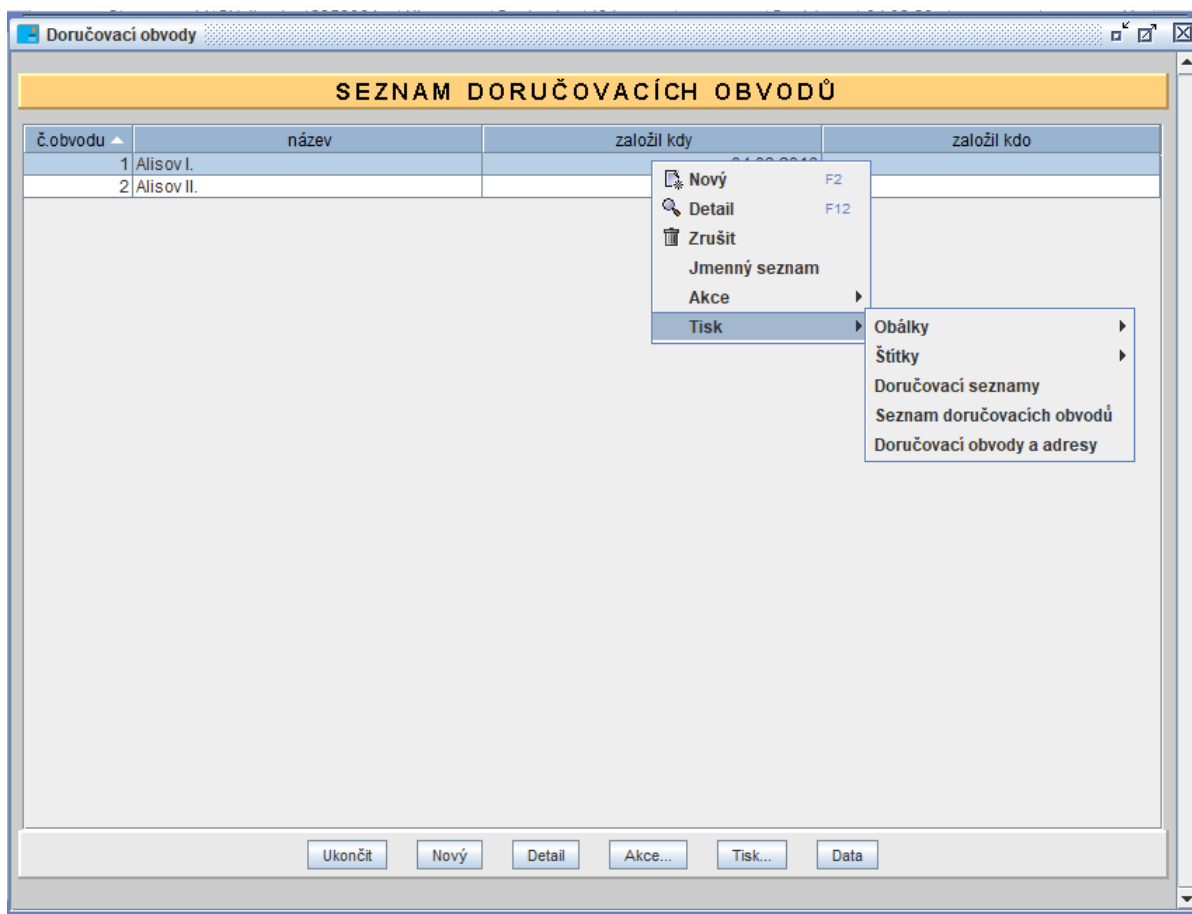 Doručovací obvody
SEZNAM DORUČOVACÍCH OBVODŮ
č.obvodu název založil kdy založil kdo
1 Alisov I.
2 Alisov II.
Nový F2
Detail F12
Zrušit
Jmenný seznam
Akce
Tisk
Obálky
Štítky
Doručovací seznamy
Seznam doručovacích obvodů
Doručovací obvody a adresy
Ukončit Nový Detail Akce... Tisk... Data